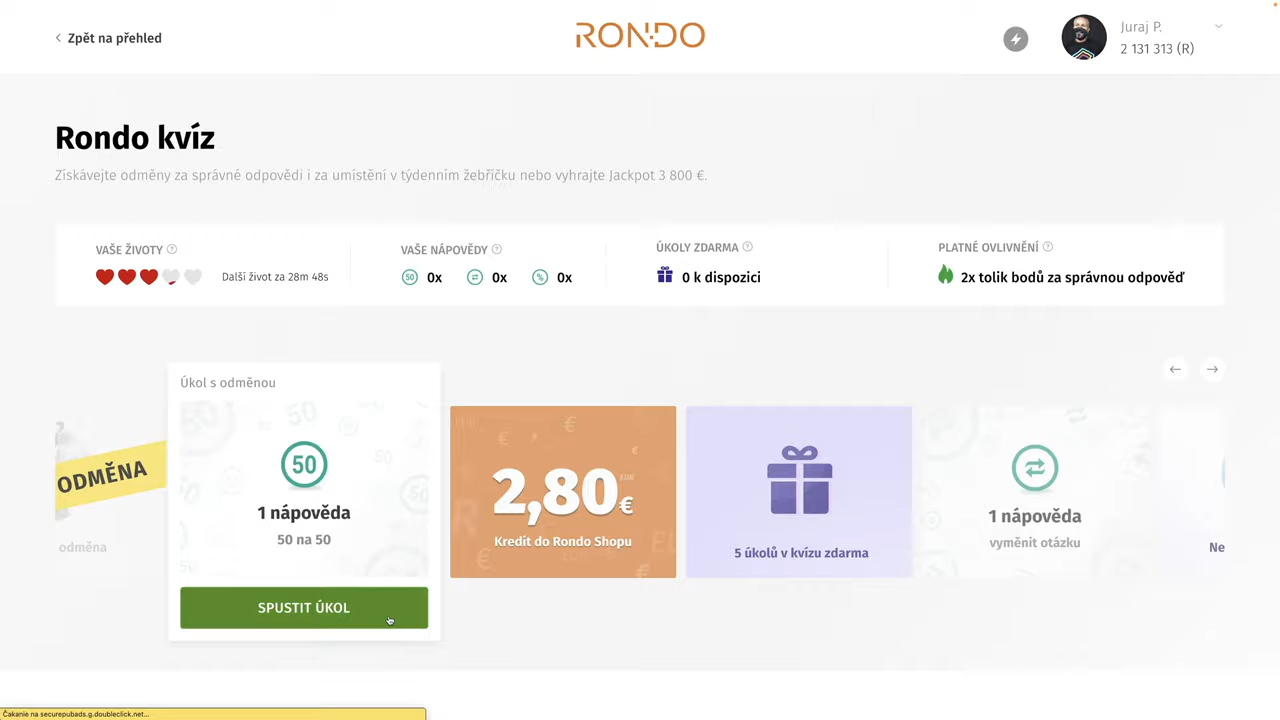 Zpět na přehled
RONDO
Juraj P.
2 131 313 (R)
Rondo kvíz
Získávejte odměny za správné odpovědi i za umístění v týdenním žebříčku nebo vyhrajte Jackpot 3 800 €.
VAŠE ŽIVOTY ?
Další život za 28m 48s
VAŠE NÁPOVĚDY ?
50 0x 0x % 0x
ÚKOLY ZDARMA ?
0 k dispozici
PLATNÉ OVLIVNĚNÍ ?
2x tolik bodů za správnou odpověď
ODMĚNA
odměna
Úkol s odměnou
50
1 nápověda
50 na 50
SPUSTIT ÚKOL
2,80€
Kredit do Rondo Shopu
5 úkolů v kvízu zdarma
1 nápověda
vyměnit otázku
Ne
Čakanie na securepubads.g.doubleclick.net...